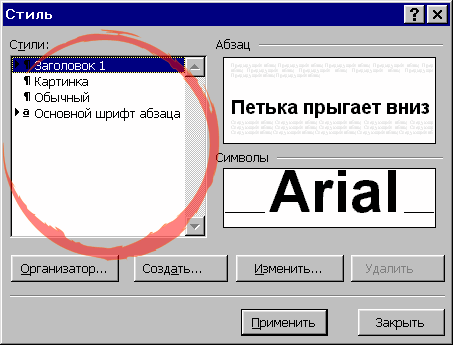 Стиль
Стили:
Заголовок 1
¶ Картинка
¶ Обычный
a Основной шрифт абзаца
Абзац
Петька прыгает вниз
Символы
Arial
Организатор...
Создать...
Изменить...
Удалить
Применить
Закрыть